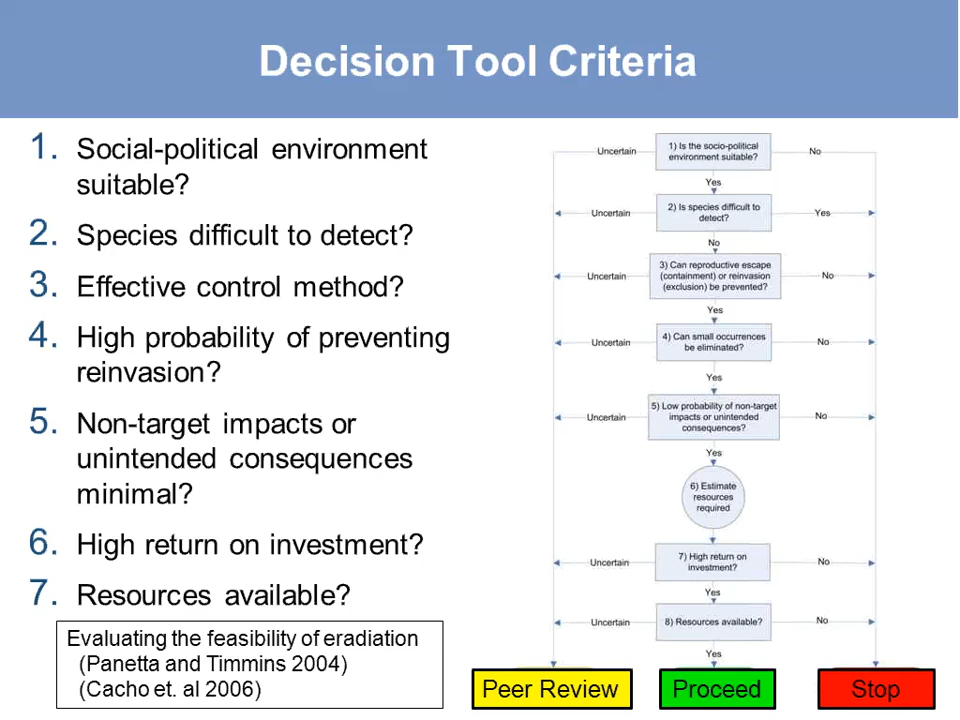 Decision Tool Criteria
1. Social-political environment
suitable?
2. Species difficult to detect?
3. Effective control method?
4. High probability of preventing
reinvasion?
5. Non-target impacts or
unintended consequences
minimal?
6. High return on investment?
7. Resources available?
Evaluating the feasibility of eradiation
(Panetta and Timmins 2004)
(Cacho et. al 2006)
Uncertain
1) Is the socio-political
environment suitable?
No
Yes
Uncertain
2) Is species difficult to
detect?
Yes
No
Uncertain
3) Can reproductive escape
(containment) or reinvasion
(exclusion) be prevented?
No
Yes
Uncertain
4) Can small occurrences
be eliminated?
No
Yes
Uncertain
5) Low probability of non-target
impacts or unintended
consequences?
No
Yes
6) Estimate
resources
required
Uncertain
7) High return on
investment?
No
Yes
Uncertain
8) Resources available?
No
Yes
Peer Review
Proceed
Stop